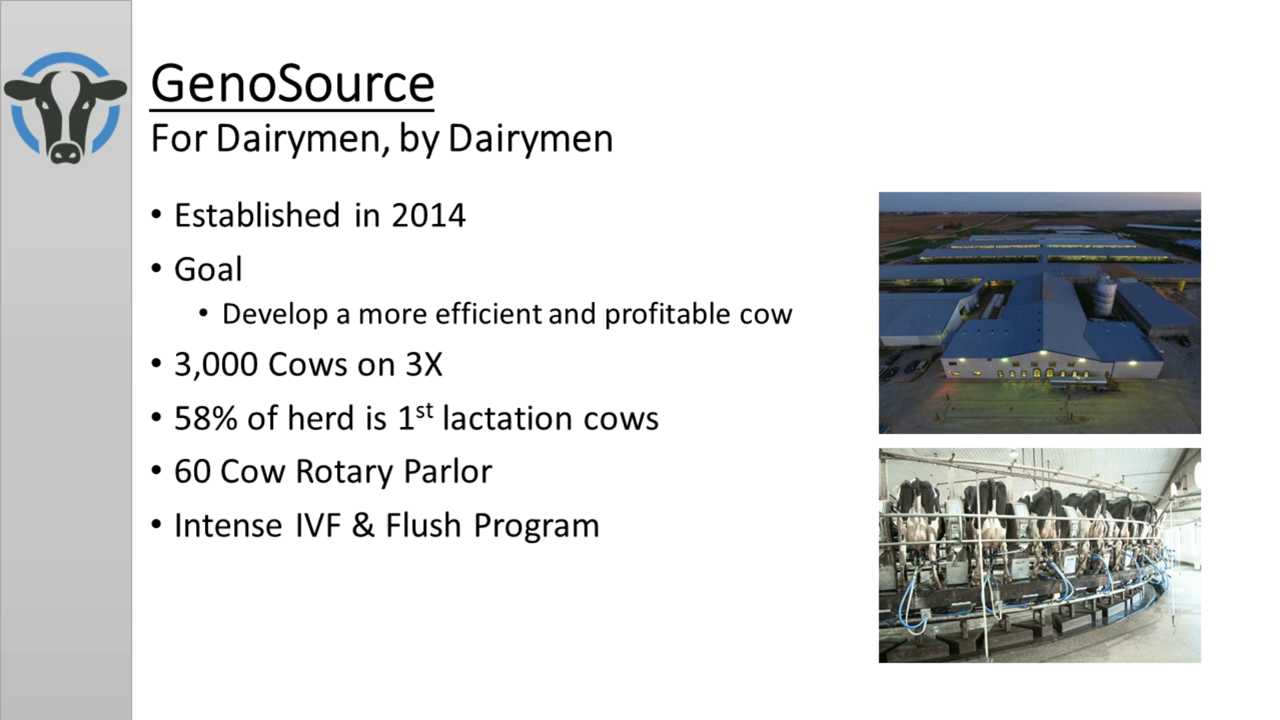 GenoSource
For Dairymen, by Dairymen
• Established in 2014
• Goal
• Develop a more efficient and profitable cow
• 3,000 Cows on 3X
• 58% of herd is 1st lactation cows
• 60 Cow Rotary Parlor
• Intense IVF & Flush Program